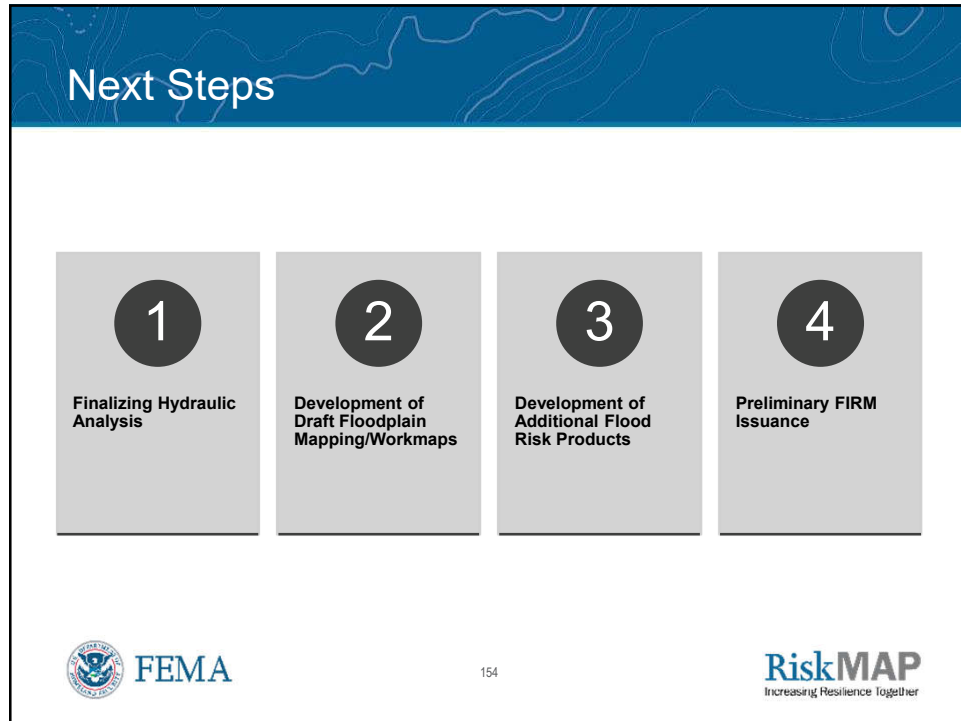 Next Steps
1
Finalizing Hydraulic
Analysis
2
Development of
Draft Floodplain
Mapping/Workmaps
3
Development of
Additional Flood
Risk Products
4
Preliminary FIRM
Issuance
FEMA
154
RiskMAP
Increasing Resilience Together